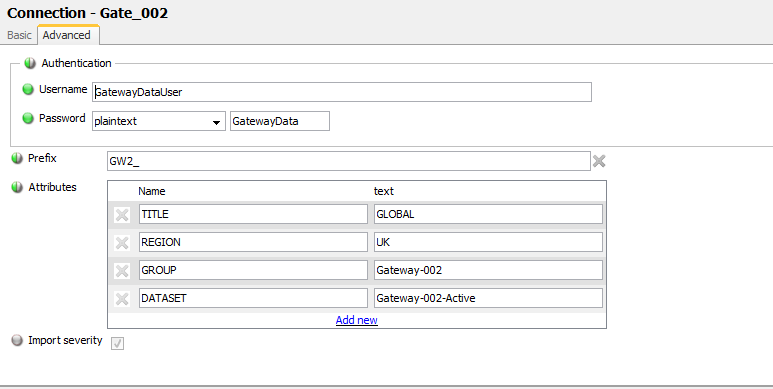 Connection - Gate_002
Basic Advanced
Authentication
Username GatewayDataUser
Password plaintext GatewayData
Prefix GW2_
Attributes Name text
TITLE GLOBAL
REGION UK
GROUP Gateway-002
DATASET Gateway-002-Active
Add new
Import severity